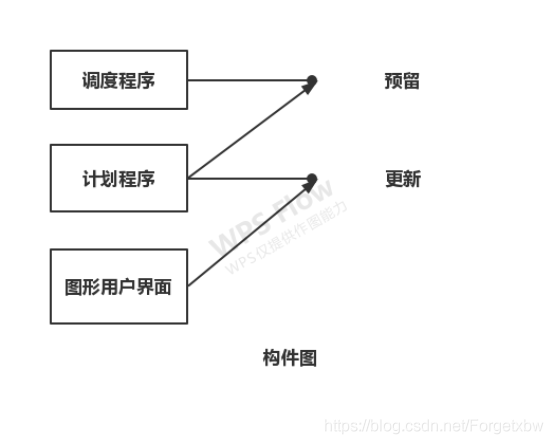 调度程序
预留
计划程序
更新
WPS Flow
WPS仅提供作图能力
图形用户界面
构件图
https://blog.csdn.net/Forgetxbw